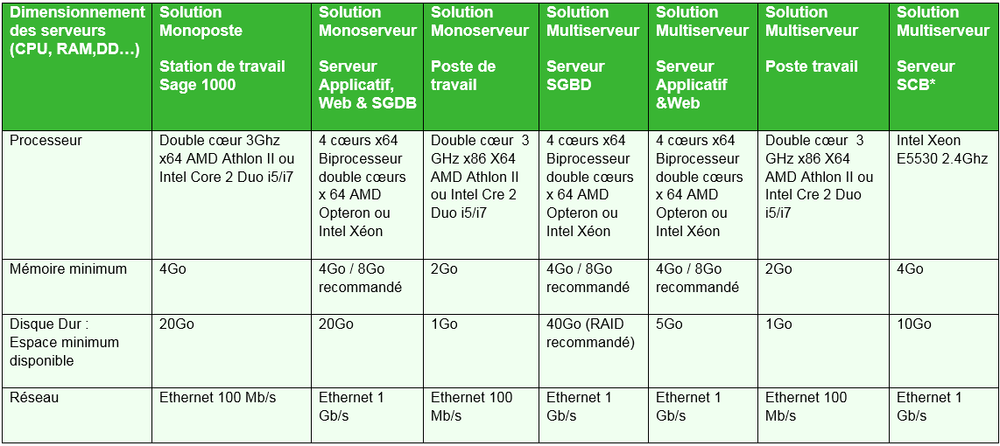 Dimensionnement
des serveurs
(CPU, RAM,DD…)
Solution
Monoposte
Station de travail
Sage 1000
Solution
Monoserveur
Serveur
Applicatif,
Web & SGDB
Solution
Monoserveur
Poste de
travail
Solution
Multiserveur
Serveur
SGBD
Solution
Multiserveur
Serveur
Applicatif
&Web
Solution
Multiserveur
Poste travail
Solution
Multiserveur
Serveur
SCB*
Processeur
Double cœur 3Ghz
x64 AMD Athlon II ou
Intel Core 2 Duo i5/i7
4 cœurs x64
Biprocesseur
double cœurs
x 64 AMD
Opteron ou
Intel Xéon
Double cœur  3
GHz x86 X64
AMD Athlon II
ou Intel Cre 2
Duo i5/i7
4 cœurs x64
Biprocesseur
double cœurs
x 64 AMD
Opteron ou
Intel Xéon
4 cœurs x64
Biprocesseur
double cœurs
x 64 AMD
Opteron ou
Intel Xéon
Double cœur  3
GHz x86 X64
AMD Athlon II ou
Intel Cre 2 Duo
i5/i7
Intel Xeon
E5530 2.4Ghz
Mémoire minimum
4Go
4Go / 8Go
recommandé
2Go
4Go / 8Go
recommandé
4Go / 8Go
recommandé
2Go
4Go
Disque Dur :
Espace minimum
disponible
20Go
20Go
1Go
40Go (RAID
recommandé)
5Go
1Go
10Go
Réseau
Ethernet 100 Mb/s
Ethernet 1
Gb/s
Ethernet 100
Mb/s
Ethernet 1
Gb/s
Ethernet 1
Gb/s
Ethernet 100
Mb/s
Ethernet 1
Gb/s